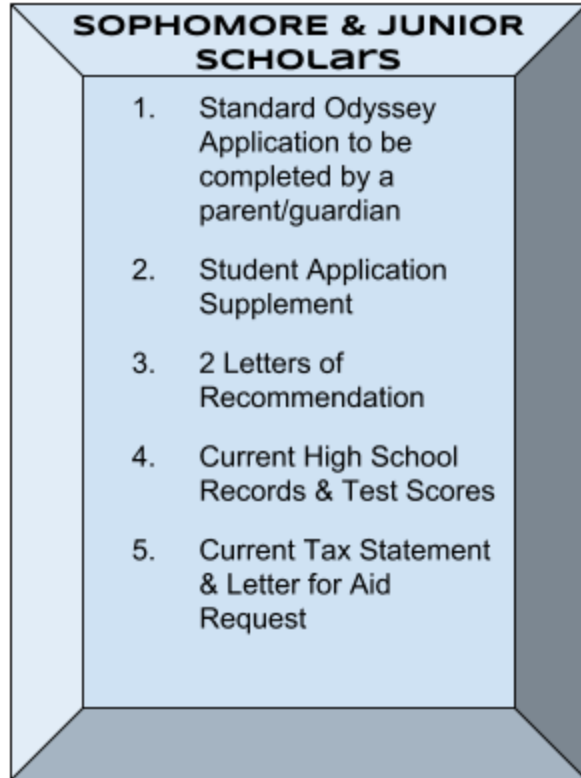 SOPHOMORE & JUNIOR
SCHOLars
1. Standard Odyssey
Application to be
completed by a
parent/guardian
2. Student Application
Supplement
3. 2 Letters of
Recommendation
4. Current High School
Records & Test Scores
5. Current Tax Statement
& Letter for Aid
Request